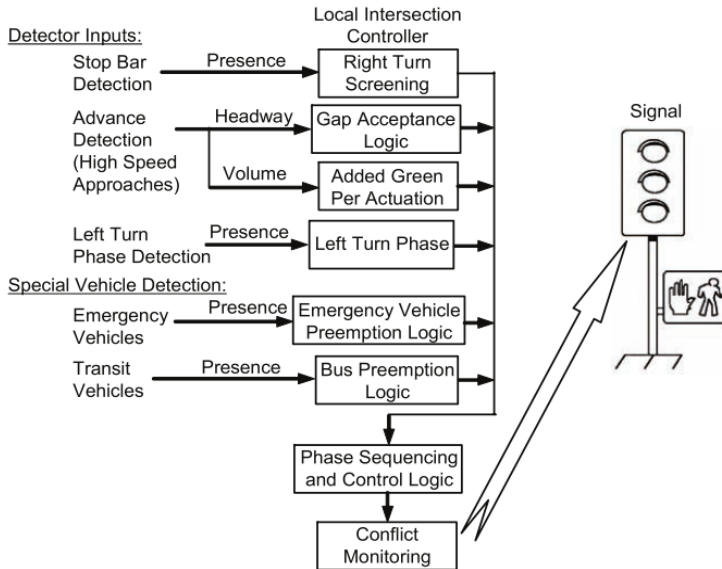 Local Intersection
Controller
Detector Inputs:
Stop Bar
Detection
Presence
Right Turn
Screening
Advance
Detection
(High Speed
Approaches)
Headway
Gap Acceptance
Logic
Volume
Added Green
Per Actuation
Left Turn
Phase Detection
Presence
Left Turn Phase
Special Vehicle Detection:
Emergency
Vehicles
Presence
Emergency Vehicle
Preemption Logic
Transit
Vehicles
Presence
Bus Preemption
Logic
Phase Sequencing
and Control Logic
Conflict
Monitoring
Signal